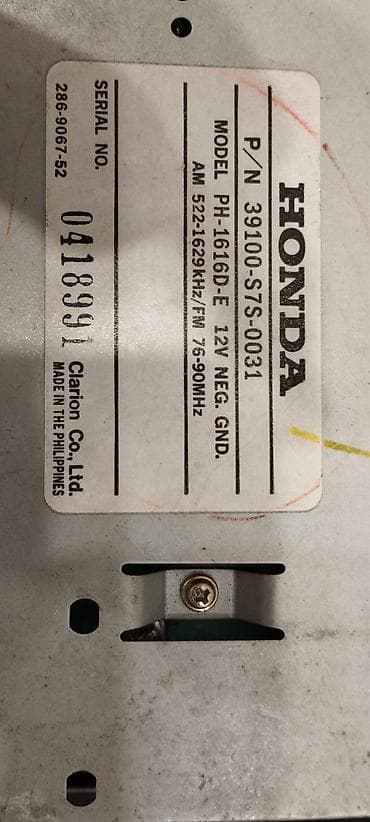 HONDA
P/N 39100-S7S-0031
MODEL PH-1616D-E 12V NEG. GND.
AM 522-1629kHz/FM 76-90MHz
SERIAL NO. 0418991 Clarion Co., Ltd.
286-9067-52 MADE IN THE PHILIPPINES